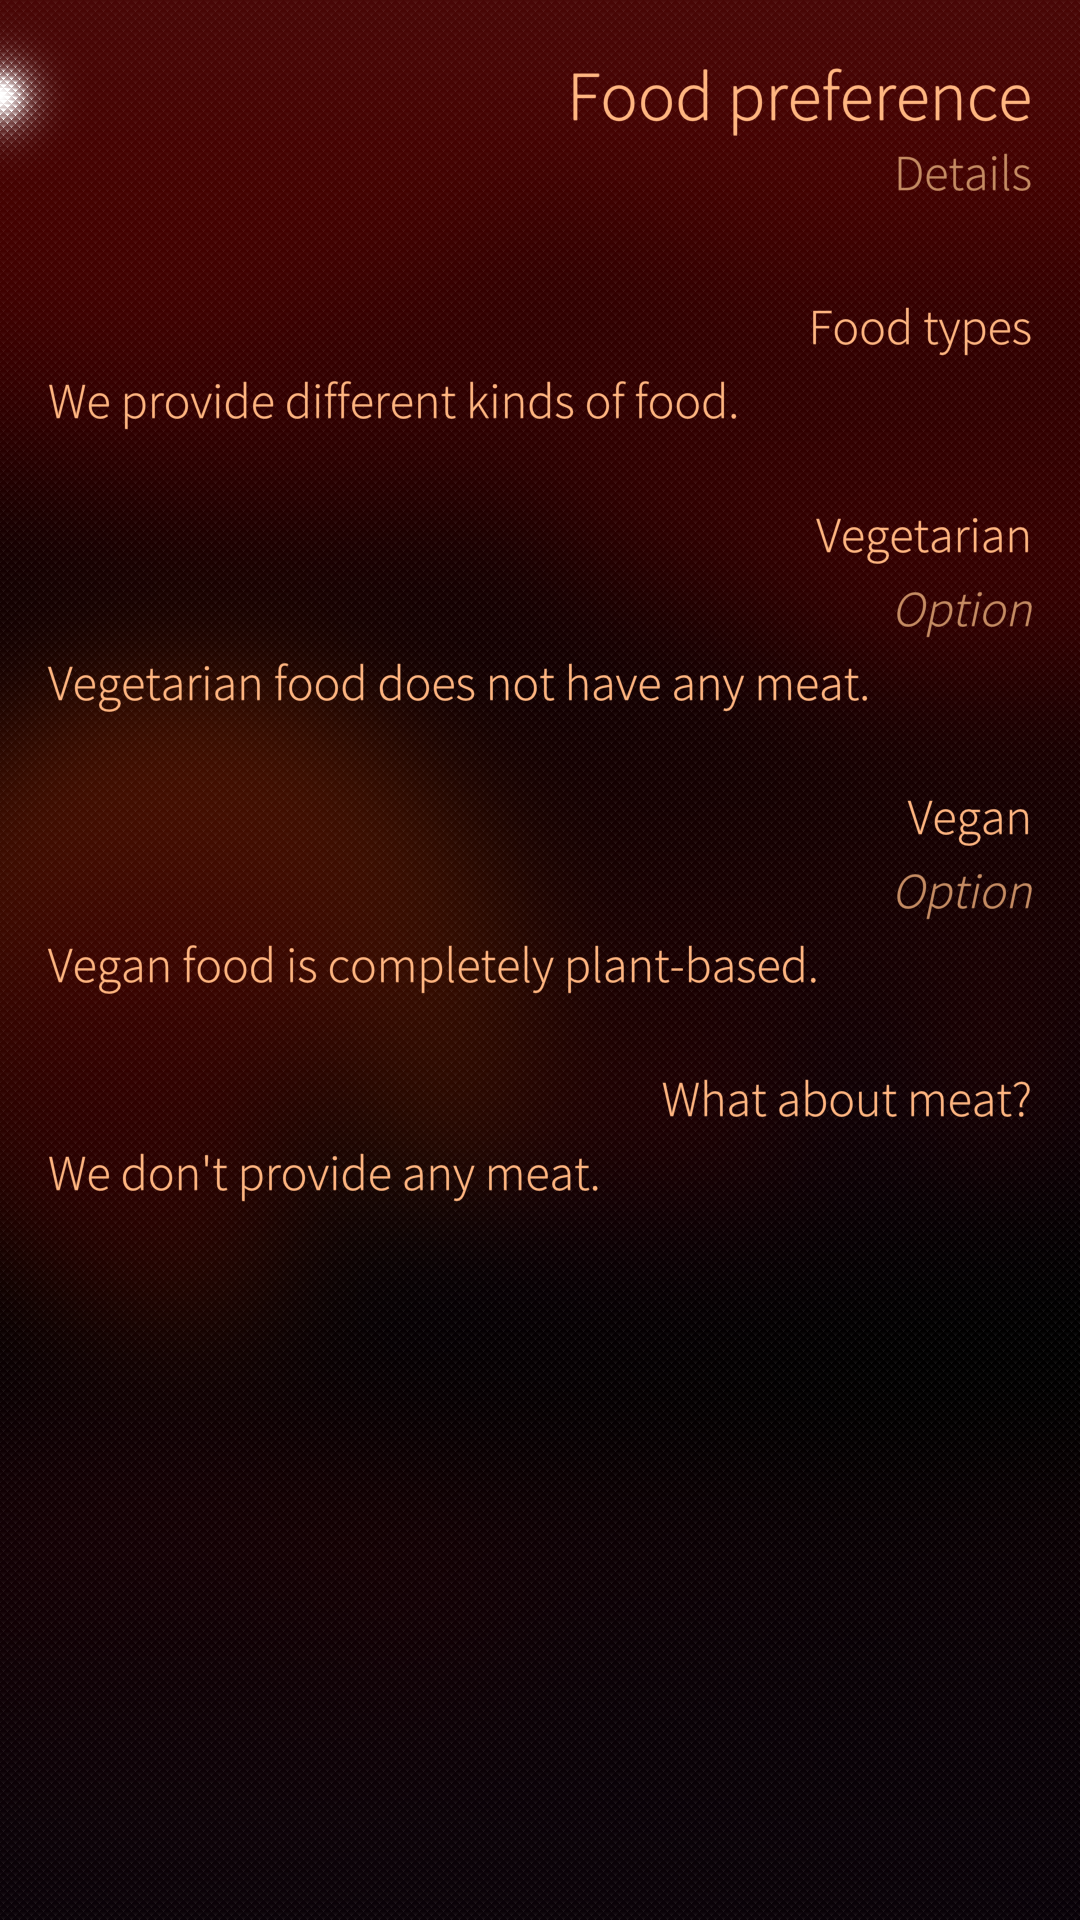 Food preference
Details
Food types
We provide different kinds of food.
Vegetarian
Option
Vegetarian food does not have any meat.
Vegan
Option
Vegan food is completely plant-based.
What about meat?
We don't provide any meat.